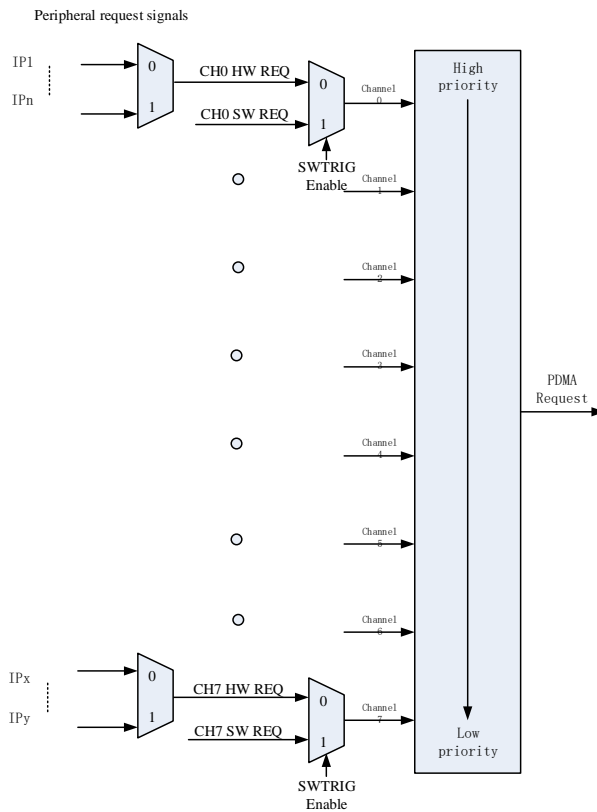 Peripheral request signals
IP1
IPn
0
1
CH0 HW REQ
CH0 SW REQ
0
1
SWTRIG
Enable
Channel
0
Channel
1
Channel
2
Channel
3
Channel
4
Channel
5
Channel
6
Channel
7
High
priority
Low
priority
PDMA
Request
IPx
IPy
0
1
CH7 HW REQ
CH7 SW REQ
0
1
SWTRIG
Enable